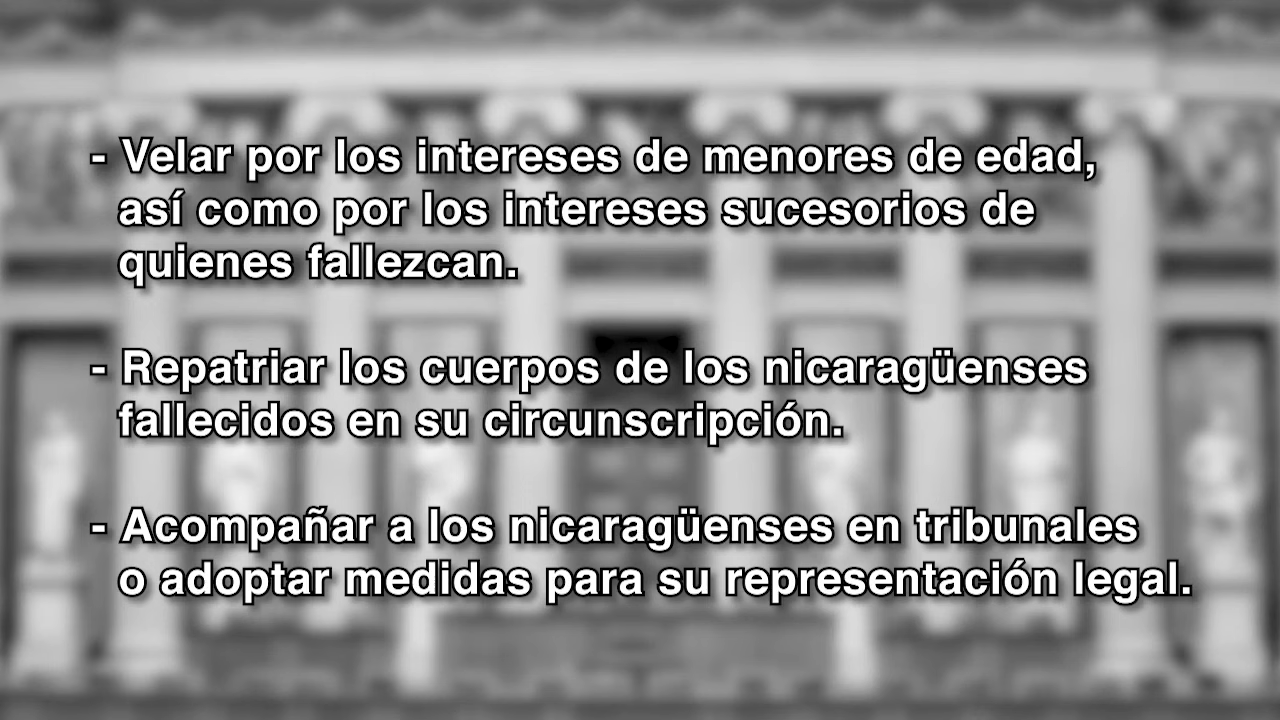 - Velar por los intereses de menores de edad,
así como por los intereses sucesorios de
quienes fallezcan.
- Repatriar los cuerpos de los nicaragüenses
fallecidos en su circunscripción.
- Acompañar a los nicaragüenses en tribunales
o adoptar medidas para su representación legal.